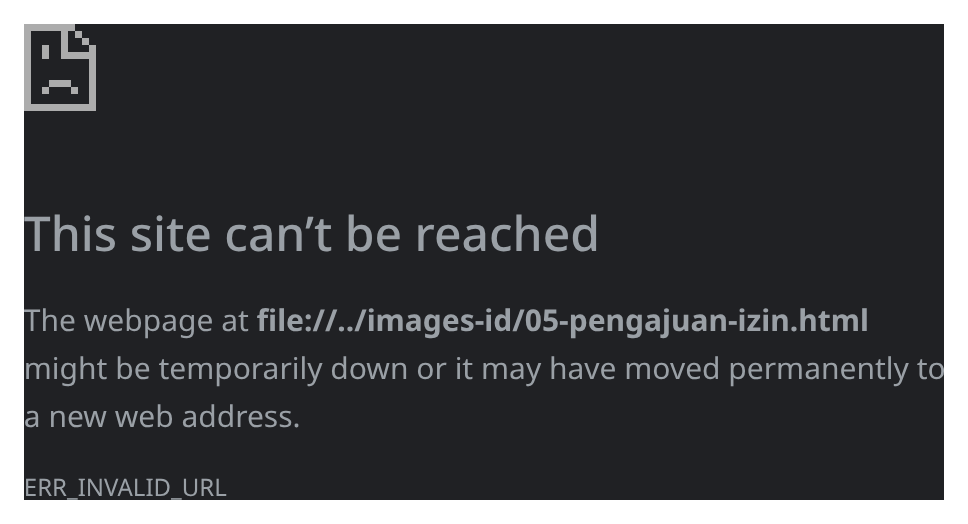 This site can’t be reached
The webpage at file://../images-id/05-pengajuan-izin.html
might be temporarily down or it may have moved permanently to
a new web address.
ERR_INVALID_URL